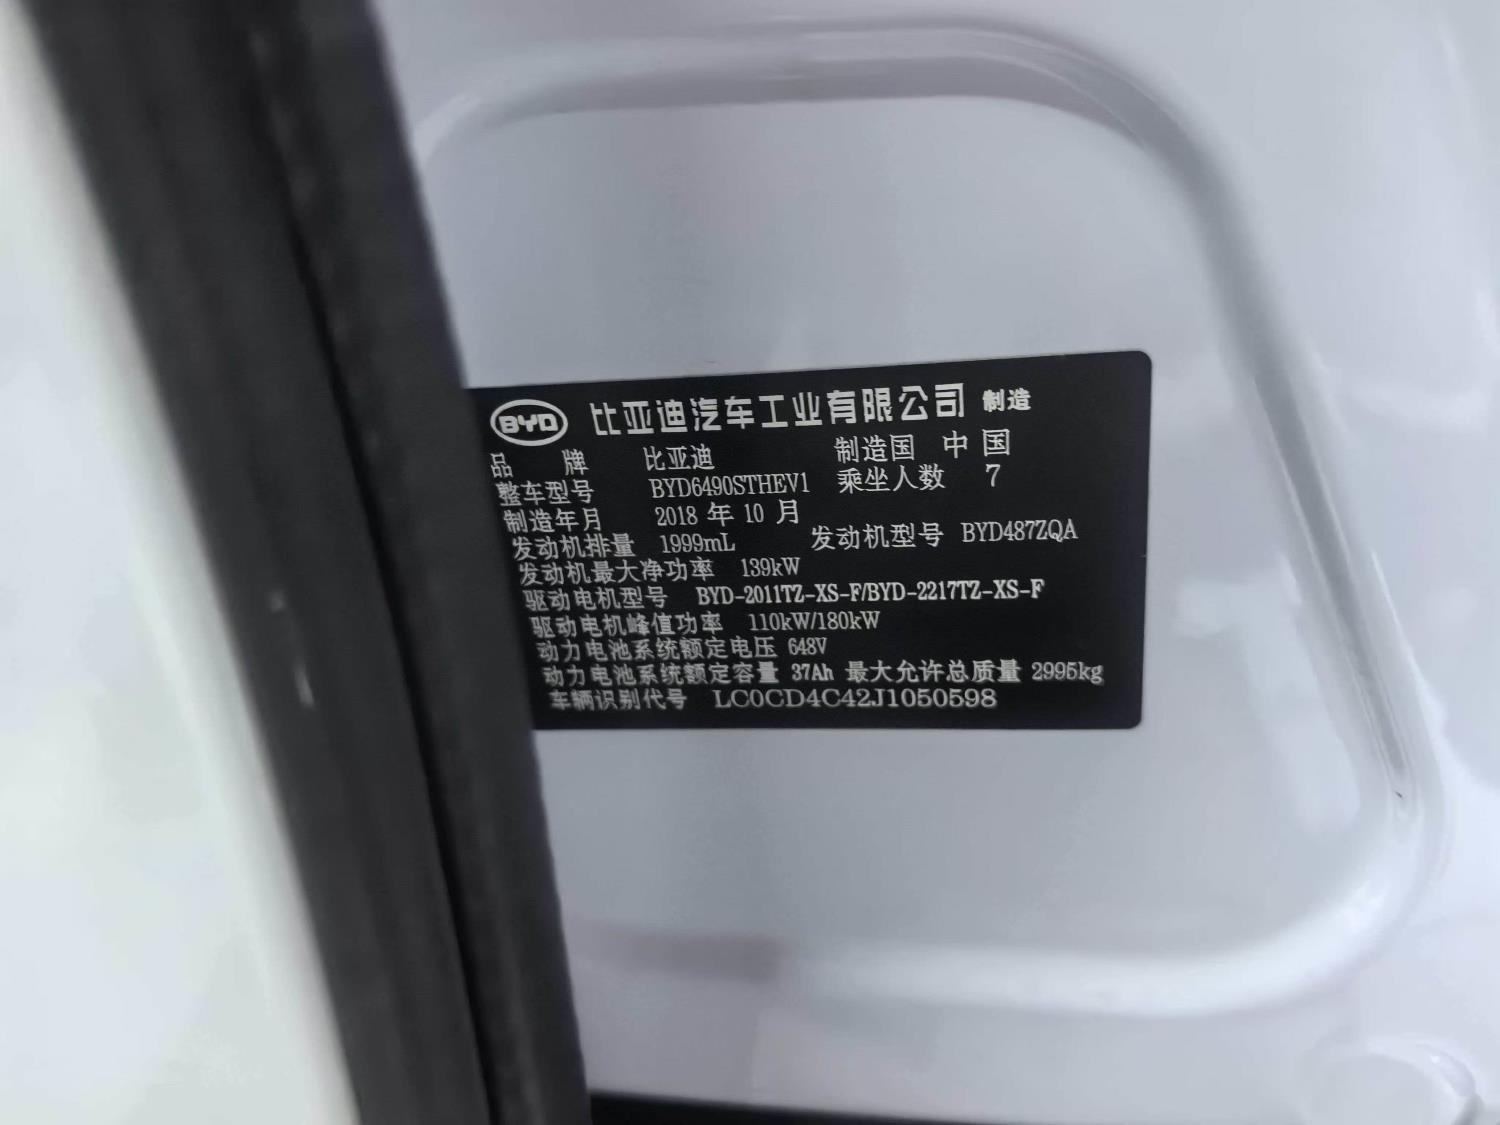 BYD 比亚迪汽车工业有限公司 制造
品 牌 比亚迪 制造国 中 国
整车型号 BYD6490STHEV1 乘坐人数 7
制造年月 2018 年 10 月
发动机排量 1999mL 发动机型号 BYD487ZQA
发动机最大净功率 139kW
驱动电机型号 BYD-2011TZ-XS-F/BYD-2217TZ-XS-F
驱动电机峰值功率 110kW/180kW
动力电池系统额定电压 648V
动力电池系统额定容量 37Ah 最大允许总质量 2995kg
车辆识别代号 LC0CD4C42J1050598